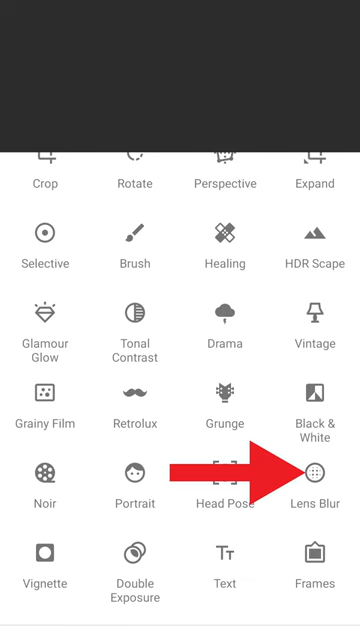 Crop Rotate Perspective Expand
Selective Brush Healing HDR Scape
Glamour Glow Tonal Contrast Drama Vintage
Grainy Film Retrolux Grunge Black & White
Noir Portrait Head Pose Lens Blur
Vignette Double Exposure Text Frames